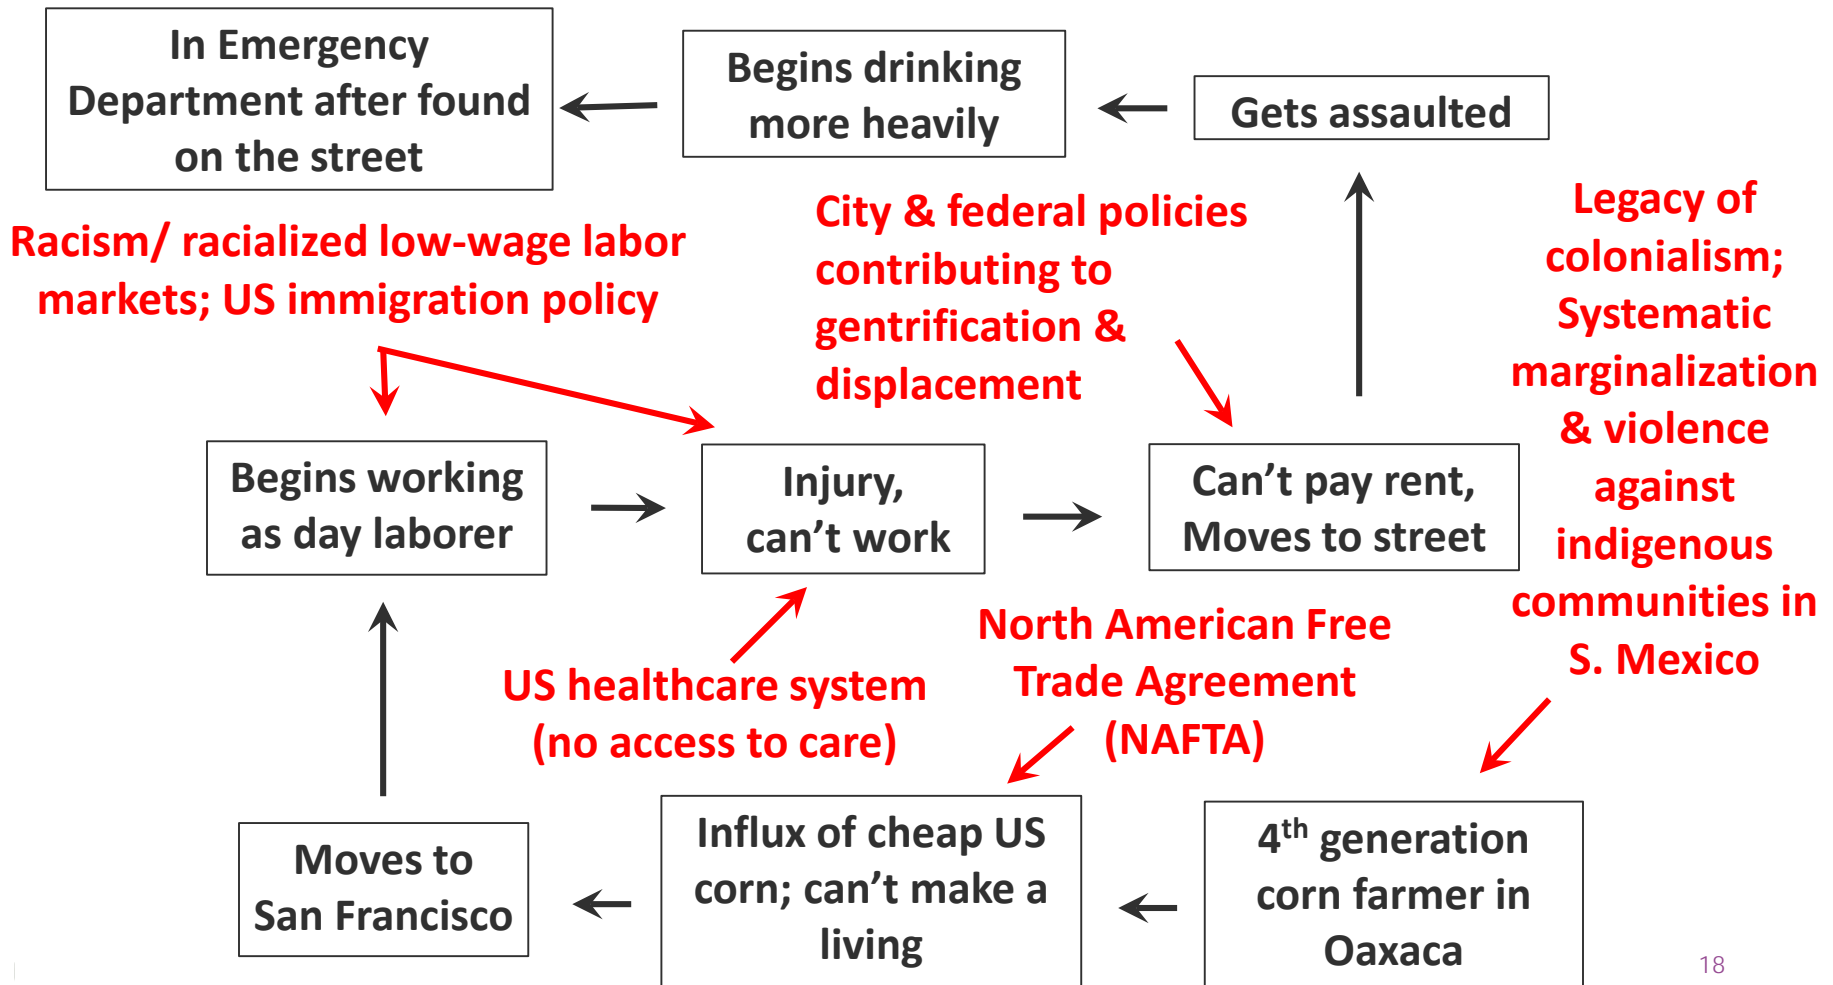 In Emergency
Department after found
on the street
Begins drinking
more heavily
Gets assaulted
Racism/ racialized low-wage labor
markets; US immigration policy
City & federal policies
contributing to
gentrification &
displacement
Legacy of
colonialism;
Systematic
marginalization
& violence
against
indigenous
communities in
S. Mexico
Begins working
as day laborer
Injury,
can’t work
Can’t pay rent,
Moves to street
US healthcare system
(no access to care)
North American Free
Trade Agreement
(NAFTA)
Moves to
San Francisco
Influx of cheap US
corn; can’t make a
living
4th generation
corn farmer in
Oaxaca
18